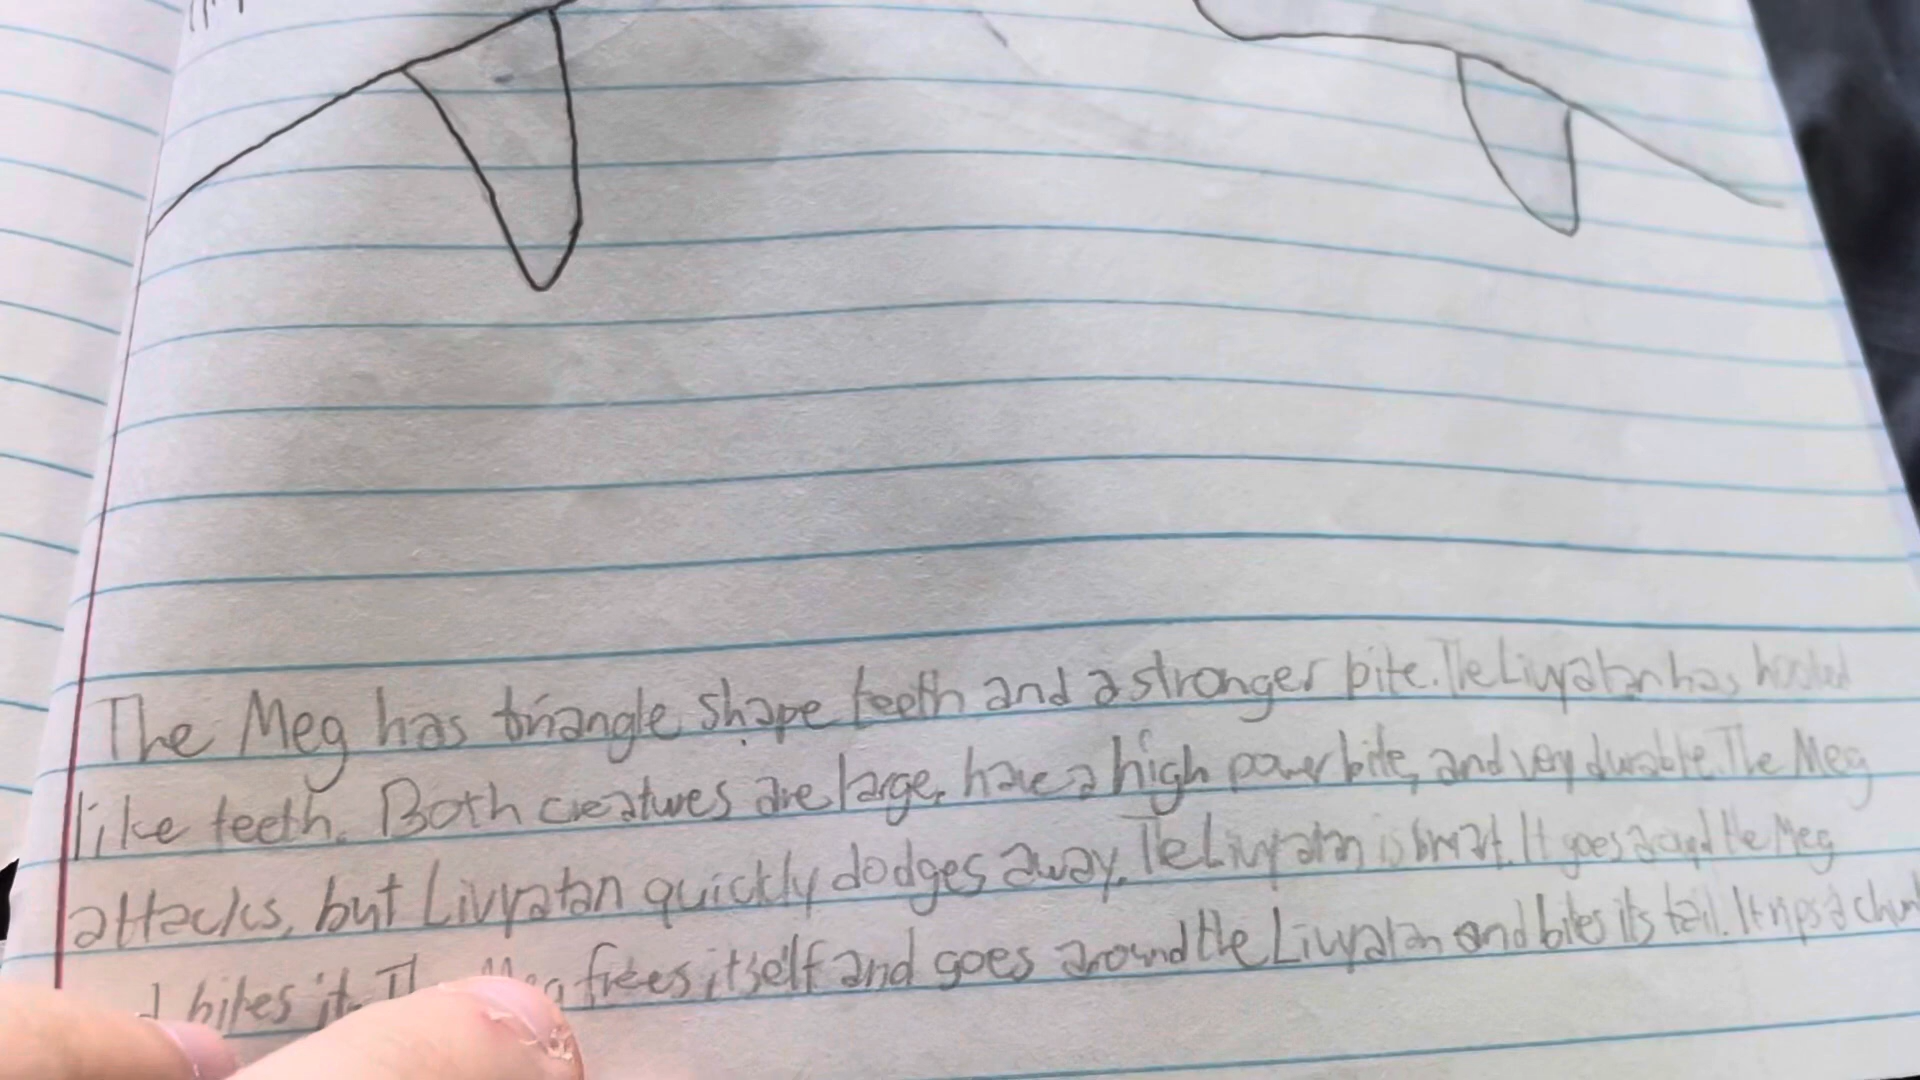 The Meg has triangle shape teeth and a stronger bite. The Livyatan has hooked
like teeth. Both creatures are large, have a high power bite, and very durable. The Meg
attacks, but Livyatan quickly dodges away. The Livyatan is smart. It goes around the Meg
bites it. The Meg frees itself and goes around the Livyatan and bites its tail. It rips a